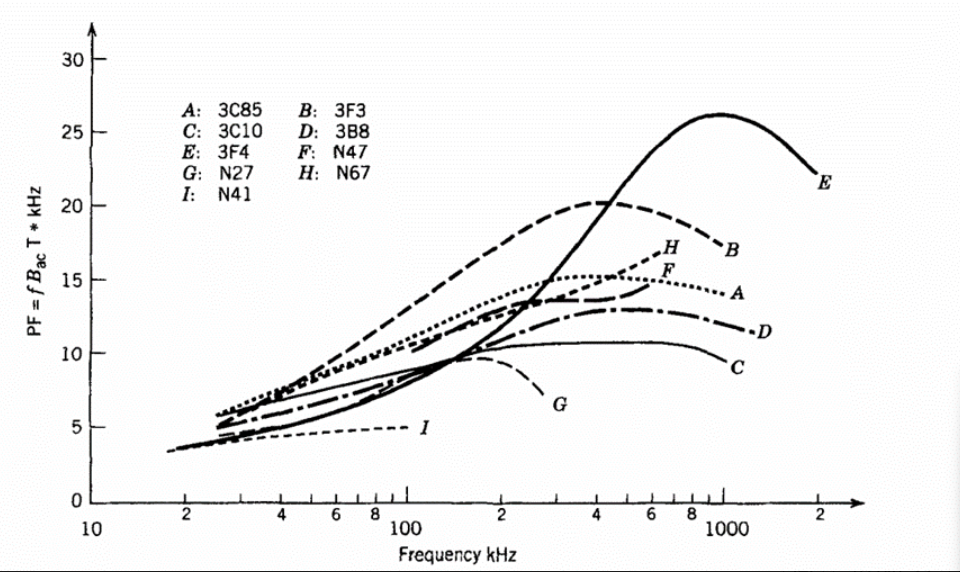 30
25
20
15
10
5
0
PF = f B_ac T * kHz
A: 3C85 B: 3F3
C: 3C10 D: 3B8
E: 3F4 F: N47
G: N27 H: N67
I: N41
E
B
H
F
A
D
C
G
I
2 4 6 8 2 4 6 8 2
10 100 1000
Frequency kHz